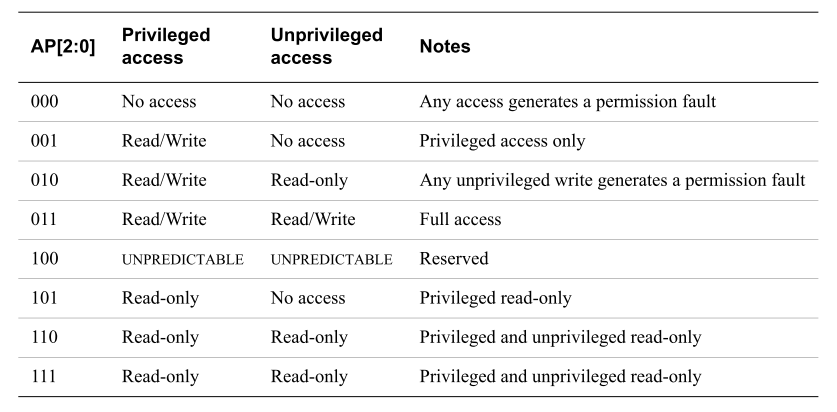 AP[2:0] Privileged access Unprivileged access Notes
000 No access No access Any access generates a permission fault
001 Read/Write No access Privileged access only
010 Read/Write Read-only Any unprivileged write generates a permission fault
011 Read/Write Read/Write Full access
100 UNPREDICTABLE UNPREDICTABLE Reserved
101 Read-only No access Privileged read-only
110 Read-only Read-only Privileged and unprivileged read-only
111 Read-only Read-only Privileged and unprivileged read-only